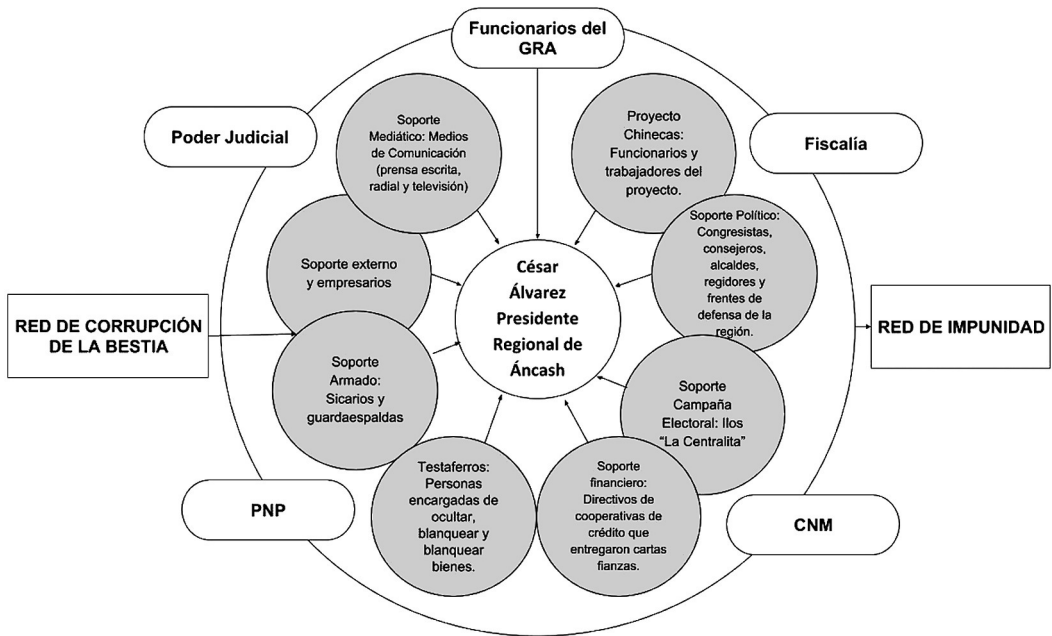 Funcionarios del
GRA
Poder Judicial
Fiscalía
Soporte
Mediático: Medios
de Comunicación
(prensa escrita,
radial y televisión)
Proyecto
Chinecas:
Funcionarios y
trabajadores del
proyecto.
Soporte externo
y empresarios
Soporte Político:
Congresistas,
consejeros,
alcaldes,
regidores y
frentes de
defensa de la
región.
César
Álvarez
Presidente
Regional de
Áncash
RED DE CORRUPCIÓN
DE LA BESTIA
RED DE IMPUNIDAD
Soporte
Armado:
Sicarios y
guardaespaldas
Soporte
Campaña
Electoral: Ilos
“La Centralita”
Testaferros:
Personas
encargadas de
ocultar,
blanquear y
blanquear
bienes.
Soporte
financiero:
Directivos de
cooperativas de
crédito que
entregaron cartas
fianzas.
PNP
CNM